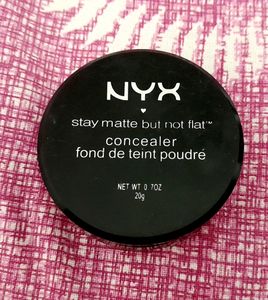 NYX
stay matte but not flat™
concealer
fond de teint poudré
NET WT 0.7OZ
20g